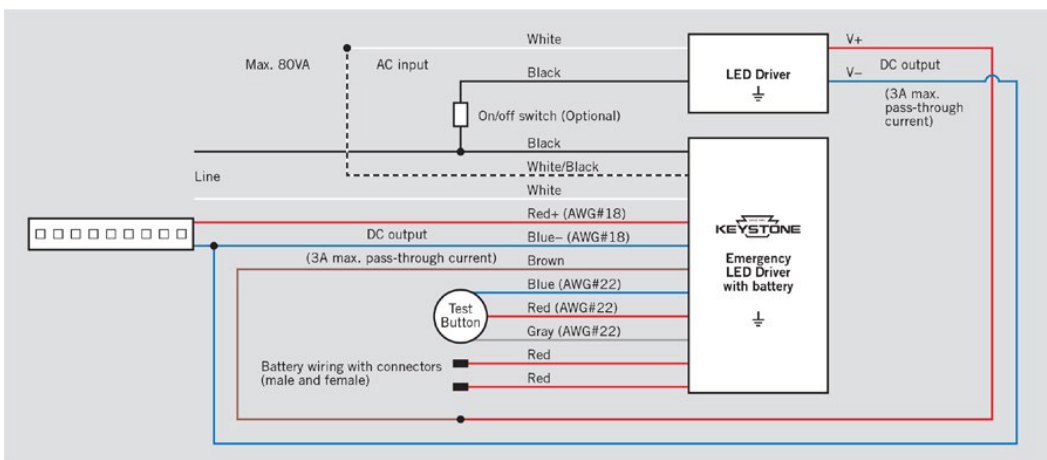 White
V+
Max. 80VA
AC input
Black
LED Driver
V–
DC output
(3A max.
pass-through
current)
On/off switch (Optional)
Black
Line
White/Black
White
Red+ (AWG#18)
DC output
Blue– (AWG#18)
(3A max. pass-through current)
Brown
KEYSTONE
Emergency
LED Driver
with battery
Blue (AWG#22)
Test
Button
Red (AWG#22)
Gray (AWG#22)
Battery wiring with connectors
(male and female)
Red
Red